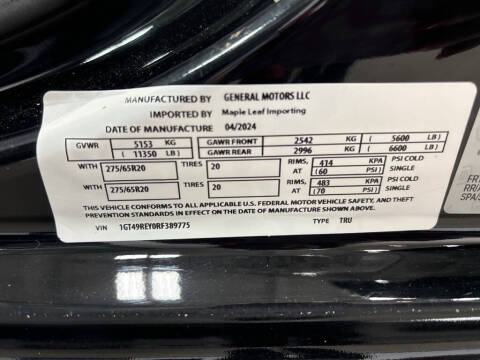 MANUFACTURED BY GENERAL MOTORS LLC
IMPORTED BY Maple Leaf Importing
DATE OF MANUFACTURE 04/2024
GVWR 5153 KG GAWR FRONT 2542 KG ( 5600 LB)
( 11350 LB) GAWR REAR 2996 ( 6600 LB)
WITH 275/65R20 TIRES 20 RIMS, 414 KPA PSI COLD
AT (60 PSI) SINGLE
WITH 275/65R20 TIRES 20 RIMS, 483 KPA PSI COLD
AT (70 PSI) SINGLE
THIS VEHICLE CONFORMS TO ALL APPLICABLE U.S. FEDERAL MOTOR VEHICLE SAFETY, AND THEFT
PREVENTION STANDARDS IN EFFECT ON THE DATE OF MANUFACTURE SHOWN ABOVE.
VIN 1GT49REY0RF389775 TYPE TRU
FR
RR/A
SPA/S